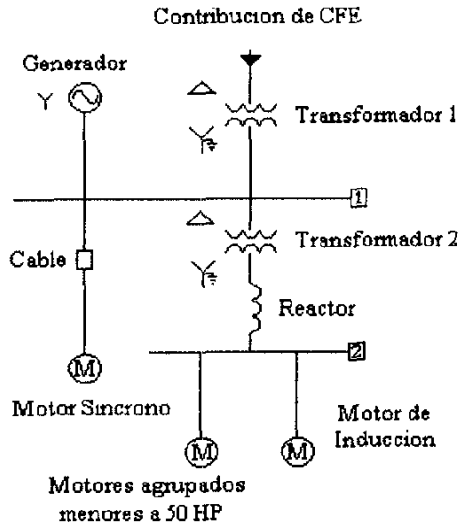 Contribucion de CFE
Generador
Y
Transformador 1
1
Transformador 2
Cable
Reactor
2
M
Motor Sincrono
M
M
Motor de
Induccion
Motores agrupados
menores a 50 HP